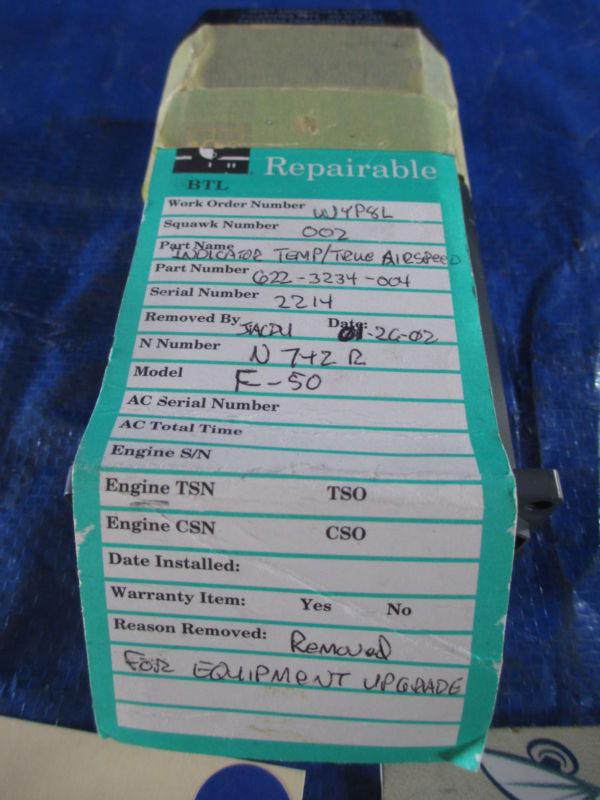 Repairable
BTL
Work Order Number W4P8L
Squawk Number 002
Part Name INDICATOR TEMP/TRUE AIRSPEED
Part Number 622-3234-004
Serial Number 2214
Removed By Date: 01-26-02
N Number N742R
Model F-50
AC Serial Number
AC Total Time
Engine S/N
Engine TSN TSO
Engine CSN CSO
Date Installed:
Warranty Item: Yes No
Reason Removed: Removed
FOR EQUIPMENT UPGRADE